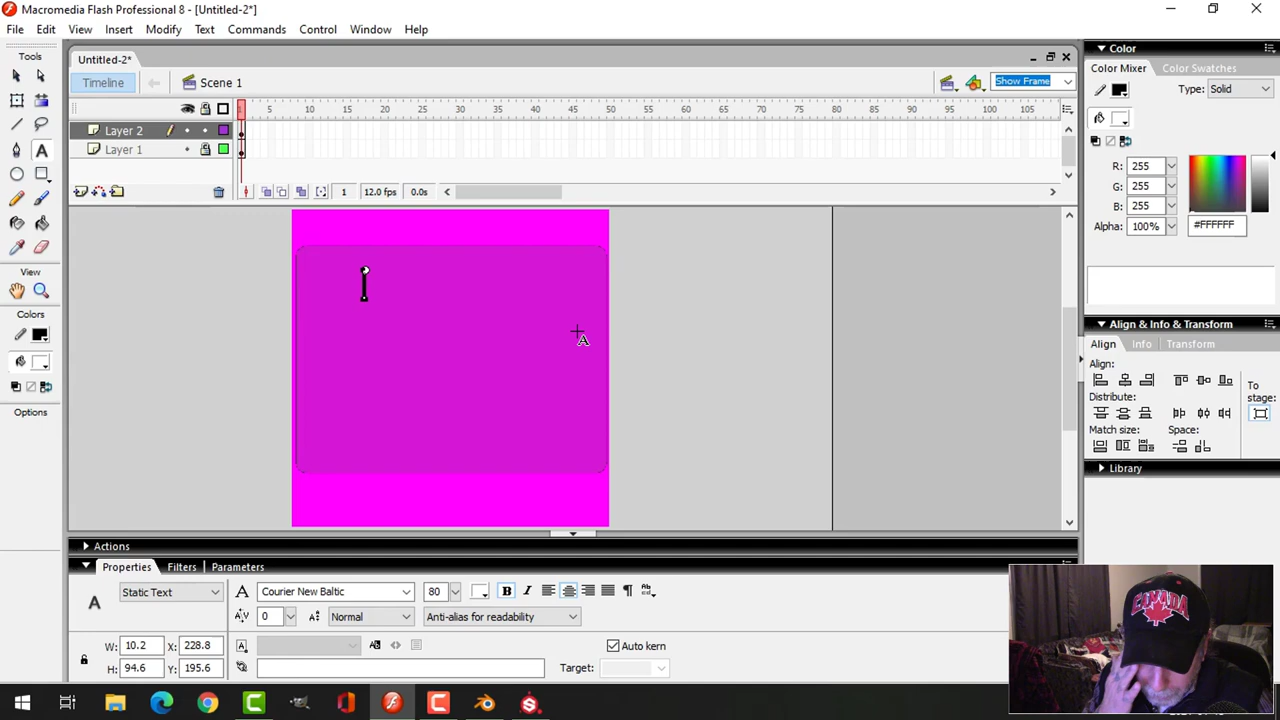 Macromedia Flash Professional 8 - [Untitled-2*]
File Edit View Insert Modify Text Commands Control Window Help
Tools
Untitled-2*
Timeline Scene 1 Show Frame
5 10 15 20 25 30 35 40 45 50 55 60 65 70 75 80 85 90 95 100 105
Layer 2
Layer 1
1 12.0 fps 0.0s
View
Colors
Options
A
Color
Color Mixer Color Swatches
Type: Solid
R: 255
G: 255
B: 255
Alpha: 100% #FFFFFF
Align & Info & Transform
Align Info Transform
Align:
To stage:
Distribute:
Match size: Space:
Library
Actions
Properties Filters Parameters
A Static Text A Courier New Baltic 80 B I
0 Normal Anti-alias for readability
W: 10.2 X: 228.8 Auto kern
H: 94.6 Y: 195.6 Target:
CANADA